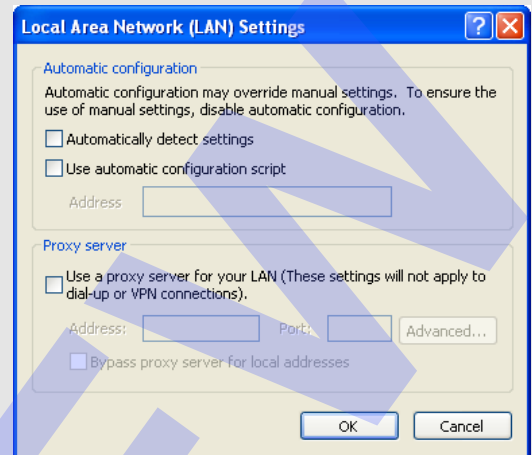 Local Area Network (LAN) Settings
Automatic configuration
Automatic configuration may override manual settings. To ensure the
use of manual settings, disable automatic configuration.
Automatically detect settings
Use automatic configuration script
Address
Proxy server
Use a proxy server for your LAN (These settings will not apply to
dial-up or VPN connections).
Address:
Port:
Advanced...
Bypass proxy server for local addresses
OK
Cancel